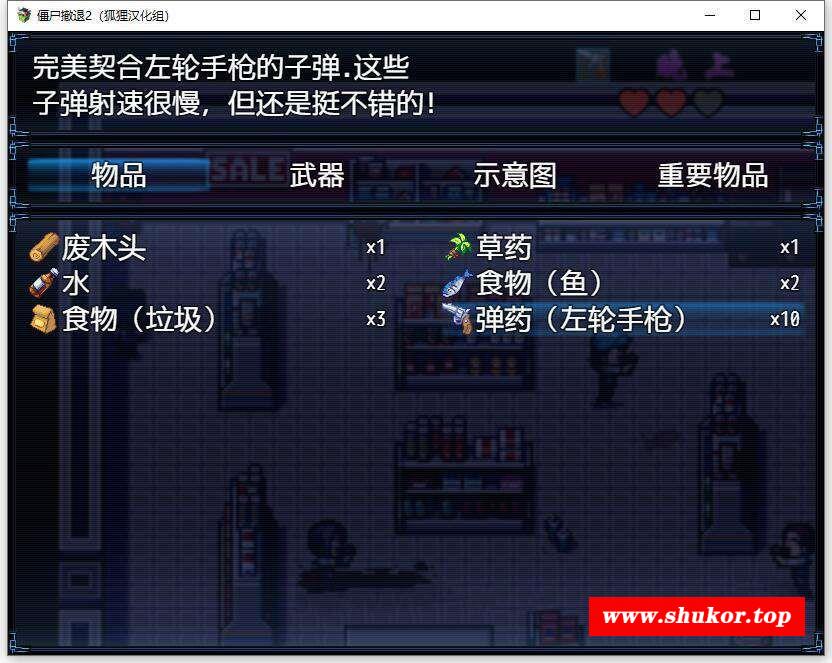 僵尸撤退2（狐狸汉化组）
完美契合左轮手枪的子弹.这些
晚上
子弹射速很慢，但还是挺不错的！
SALE
物品 武器 示意图 重要物品
废木头 x1 草药 x1
水 x2 食物（鱼） x2
食物（垃圾） x3 弹药（左轮手枪） x10
www.shukor.top